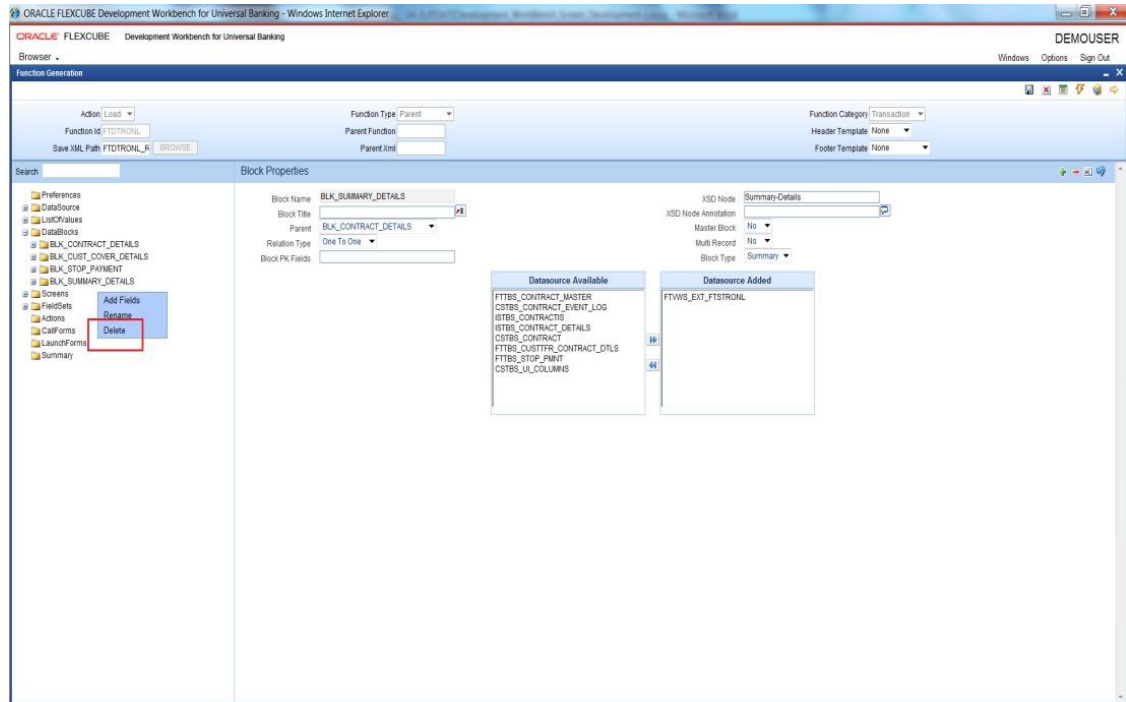 ORACLE FLEXCUBE Development Workbench for Universal Banking - Windows Internet Explorer
ORACLE FLEXCUBE Development Workbench for Universal Banking
DEMOUSER
Browser
Windows Options Sign Out
Function Generation
Action Load
Function Type Parent
Function Category Transaction
Function Id FTDTRONL
Parent Function
Header Template None
Save XML Path FTDTRONL_R BROWSE
Parent Xml
Footer Template None
Search
Block Properties
Preferences
DataSource
ListOfValues
DataBlocks
BLK_CONTRACT_DETAILS
BLK_CUST_COVER_DETAILS
BLK_STOP_PAYMENT
BLK_SUMMARY_DETAILS
Screens
FieldSets
Actions
CallForms
LaunchForms
Summary
Add Fields
Rename
Delete
Block Name BLK_SUMMARY_DETAILS
Block Title
Parent BLK_CONTRACT_DETAILS
Relation Type One To One
Block PK Fields
XSD Node Summary-Details
XSD Node Annotation
Master Block No
Multi Record No
Block Type Summary
Datasource Available
FTTBS_CONTRACT_MASTER
CSTBS_CONTRACT_EVENT_LOG
ISTBS_CONTRACTIS
ISTBS_CONTRACT_DETAILS
CSTBS_CONTRACT
FTTBS_CUSTTFR_CONTRACT_DTLS
FTTBS_STOP_PMNT
CSTBS_UI_COLUMNS
Datasource Added
FTVWS_EXT_FTSTRONL